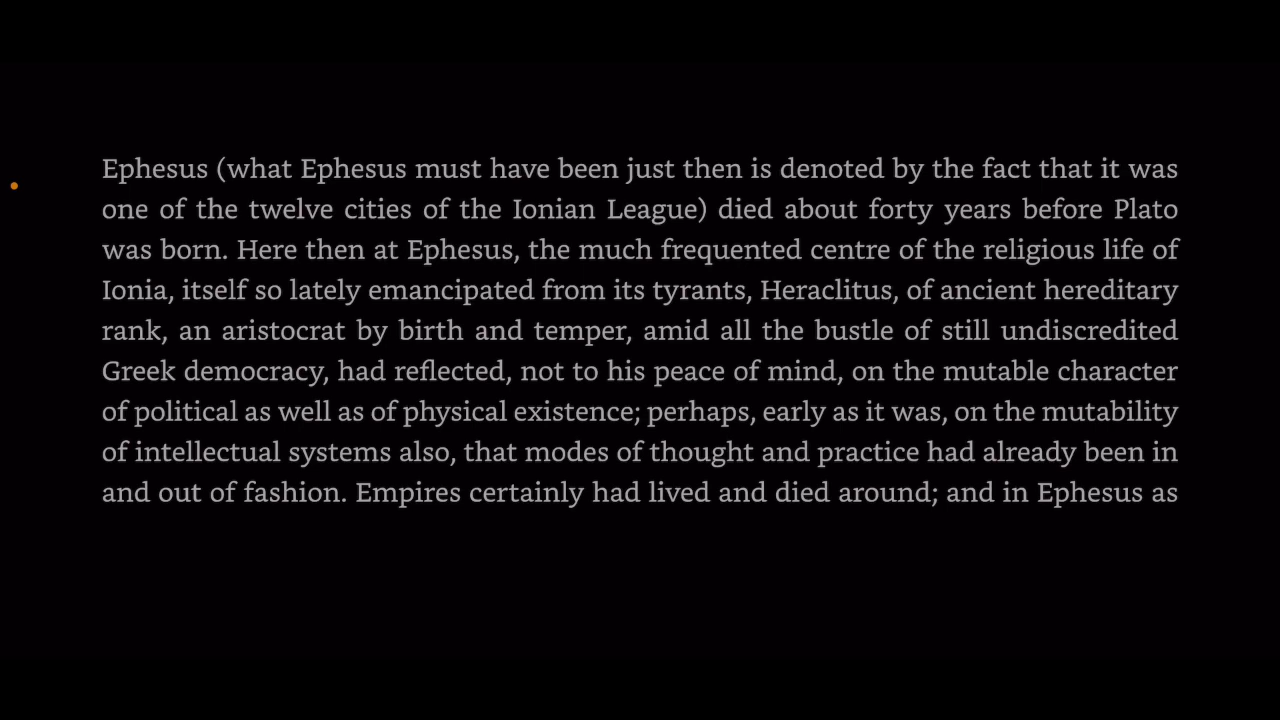 Ephesus (what Ephesus must have been just then is denoted by the fact that it was
one of the twelve cities of the Ionian League) died about forty years before Plato
was born. Here then at Ephesus, the much frequented centre of the religious life of
Ionia, itself so lately emancipated from its tyrants, Heraclitus, of ancient hereditary
rank, an aristocrat by birth and temper, amid all the bustle of still undiscredited
Greek democracy, had reflected, not to his peace of mind, on the mutable character
of political as well as of physical existence; perhaps, early as it was, on the mutability
of intellectual systems also, that modes of thought and practice had already been in
and out of fashion. Empires certainly had lived and died around; and in Ephesus as